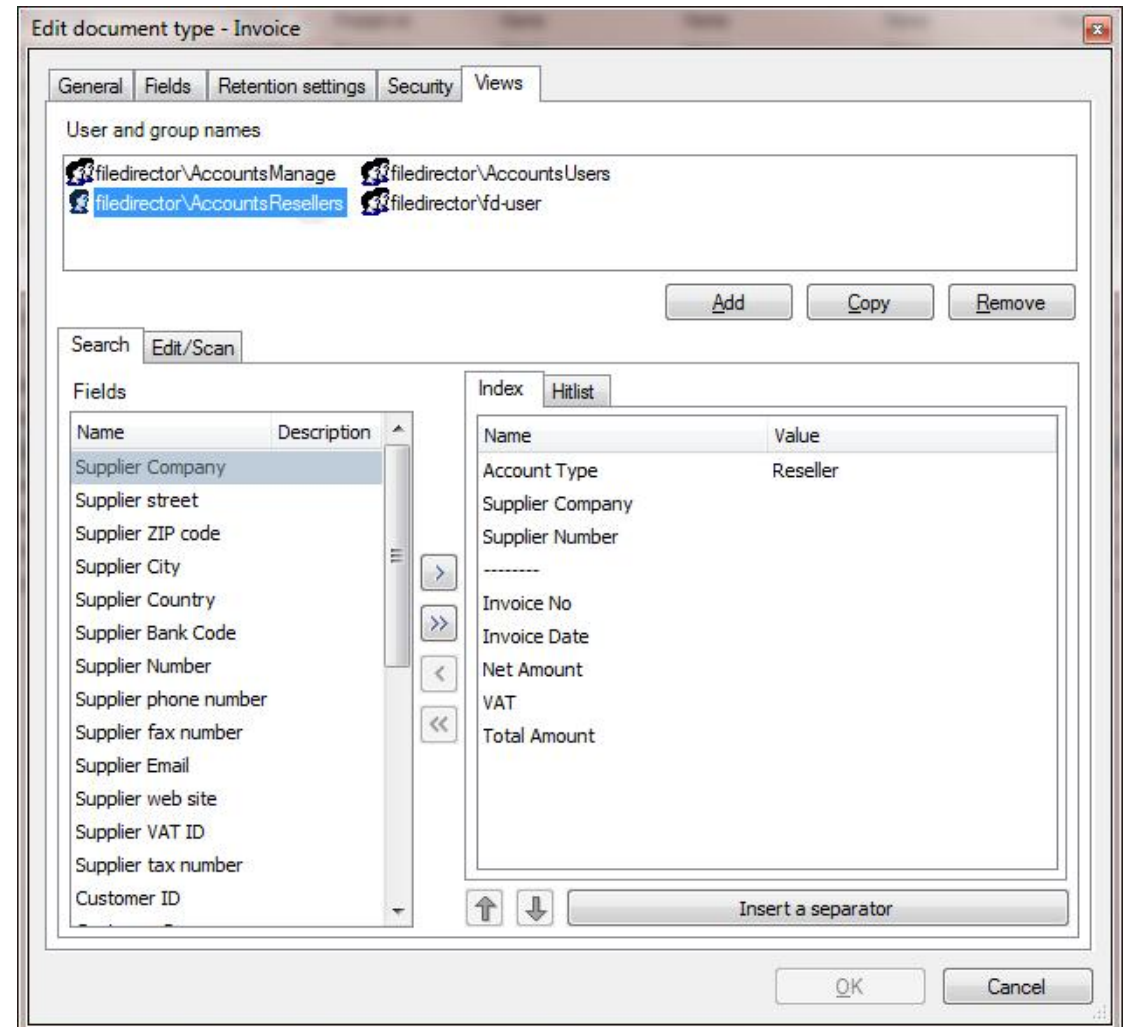 Edit document type - Invoice
General Fields Retention settings Security Views
User and group names
filedirector\AccountsManage filedirector\AccountsUsers
filedirector\AccountsResellers filedirector\fd-user
Add Copy Remove
Search Edit/Scan
Fields
Index Hitlist
Name Description
Supplier Company
Supplier street
Supplier ZIP code
Supplier City
Supplier Country
Supplier Bank Code
Supplier Number
Supplier phone number
Supplier fax number
Supplier Email
Supplier web site
Supplier VAT ID
Supplier tax number
Customer ID
>
>>
<
<<
Name Value
Account Type Reseller
Supplier Company
Supplier Number
--------
Invoice No
Invoice Date
Net Amount
VAT
Total Amount
Insert a separator
OK Cancel